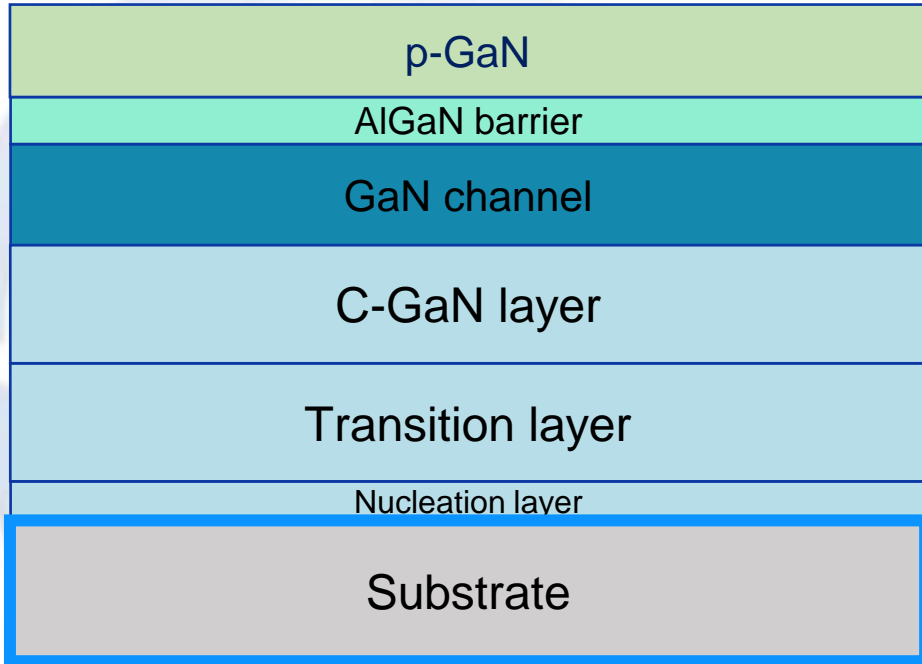 p-GaN
AlGaN barrier
GaN channel
C-GaN layer
Transition layer
Nucleation layer
Substrate